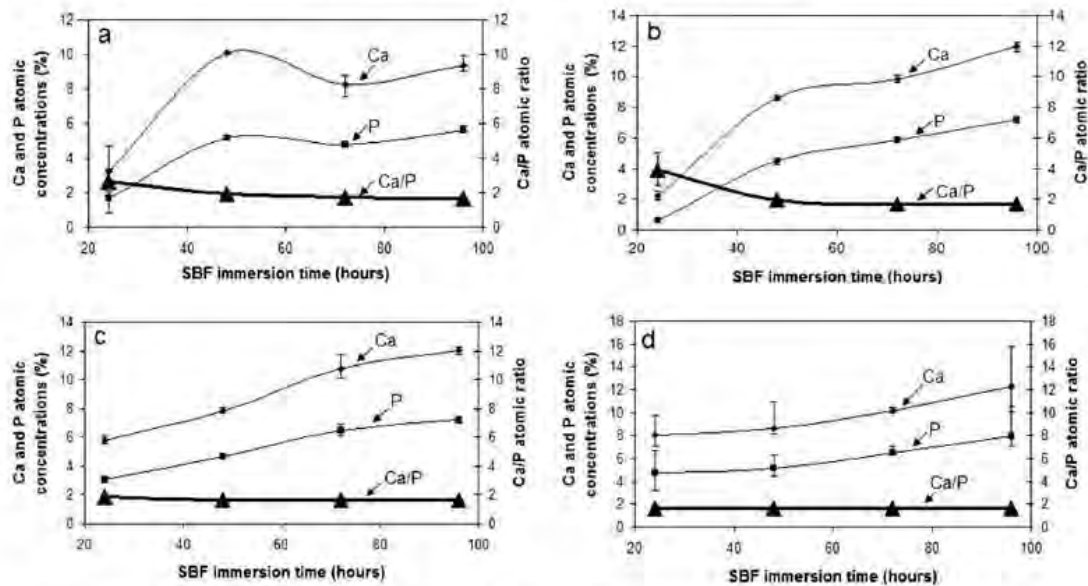 a
Ca and P atomic
concentrations (%)
12
10
8
6
4
2
0
12
10
8
6
4
2
0
Ca/P atomic ratio
Ca
P
Ca/P
20 40 60 80 100
SBF immersion time (hours)
b
Ca and P atomic
concentrations (%)
14
12
10
8
6
4
2
0
14
12
10
8
6
4
2
0
Ca/P atomic ratio
Ca
P
Ca/P
20 40 60 80 100
SBF immersion time (hours)
c
Ca and P atomic
concentrations (%)
14
12
10
8
6
4
2
0
14
12
10
8
6
4
2
0
Ca/P atomic ratio
Ca
P
Ca/P
20 40 60 80 100
SBF immersion time (hours)
d
Ca and P atomic
concentrations (%)
18
16
14
12
10
8
6
4
2
0
18
16
14
12
10
8
6
4
2
0
Ca/P atomic ratio
Ca
P
Ca/P
20 40 60 80 100
SBF immersion time (hours)